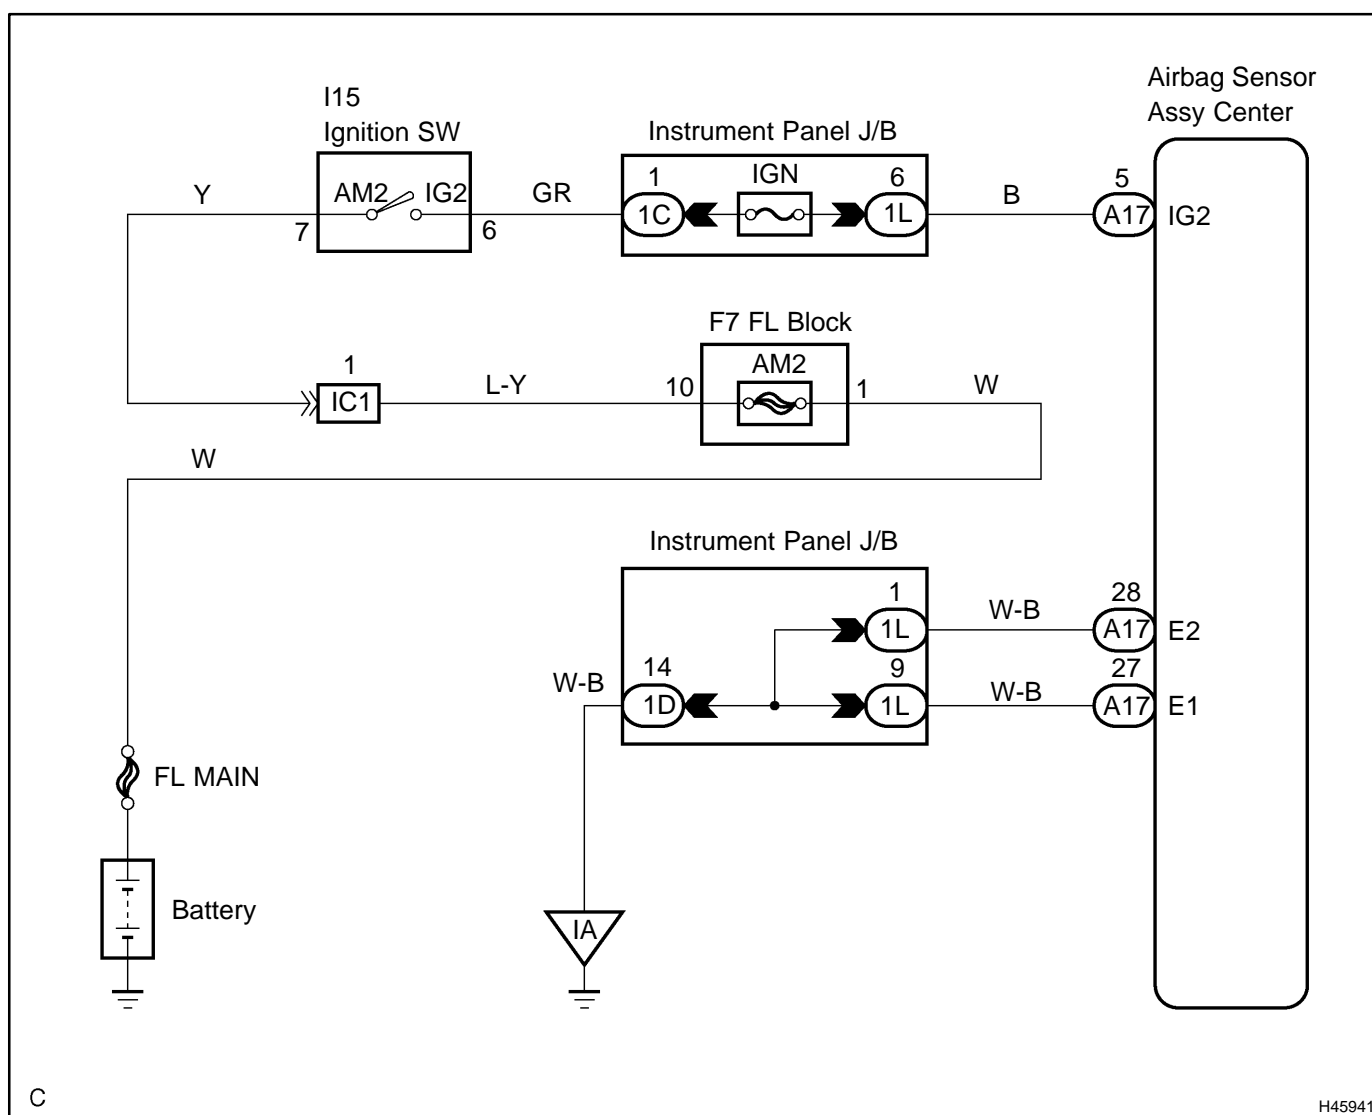 Airbag Sensor
Assy Center
I15
Ignition SW
Instrument Panel J/B
Y
AM2
IG2
7
6
GR
1
1C
IGN
6
1L
B
5
A17
IG2
F7 FL Block
1
IC1
L-Y
10
AM2
1
W
W
Instrument Panel J/B
1
1L
W-B
28
A17
E2
W-B
14
1D
9
1L
W-B
27
A17
E1
FL MAIN
Battery
IA
C
H45941